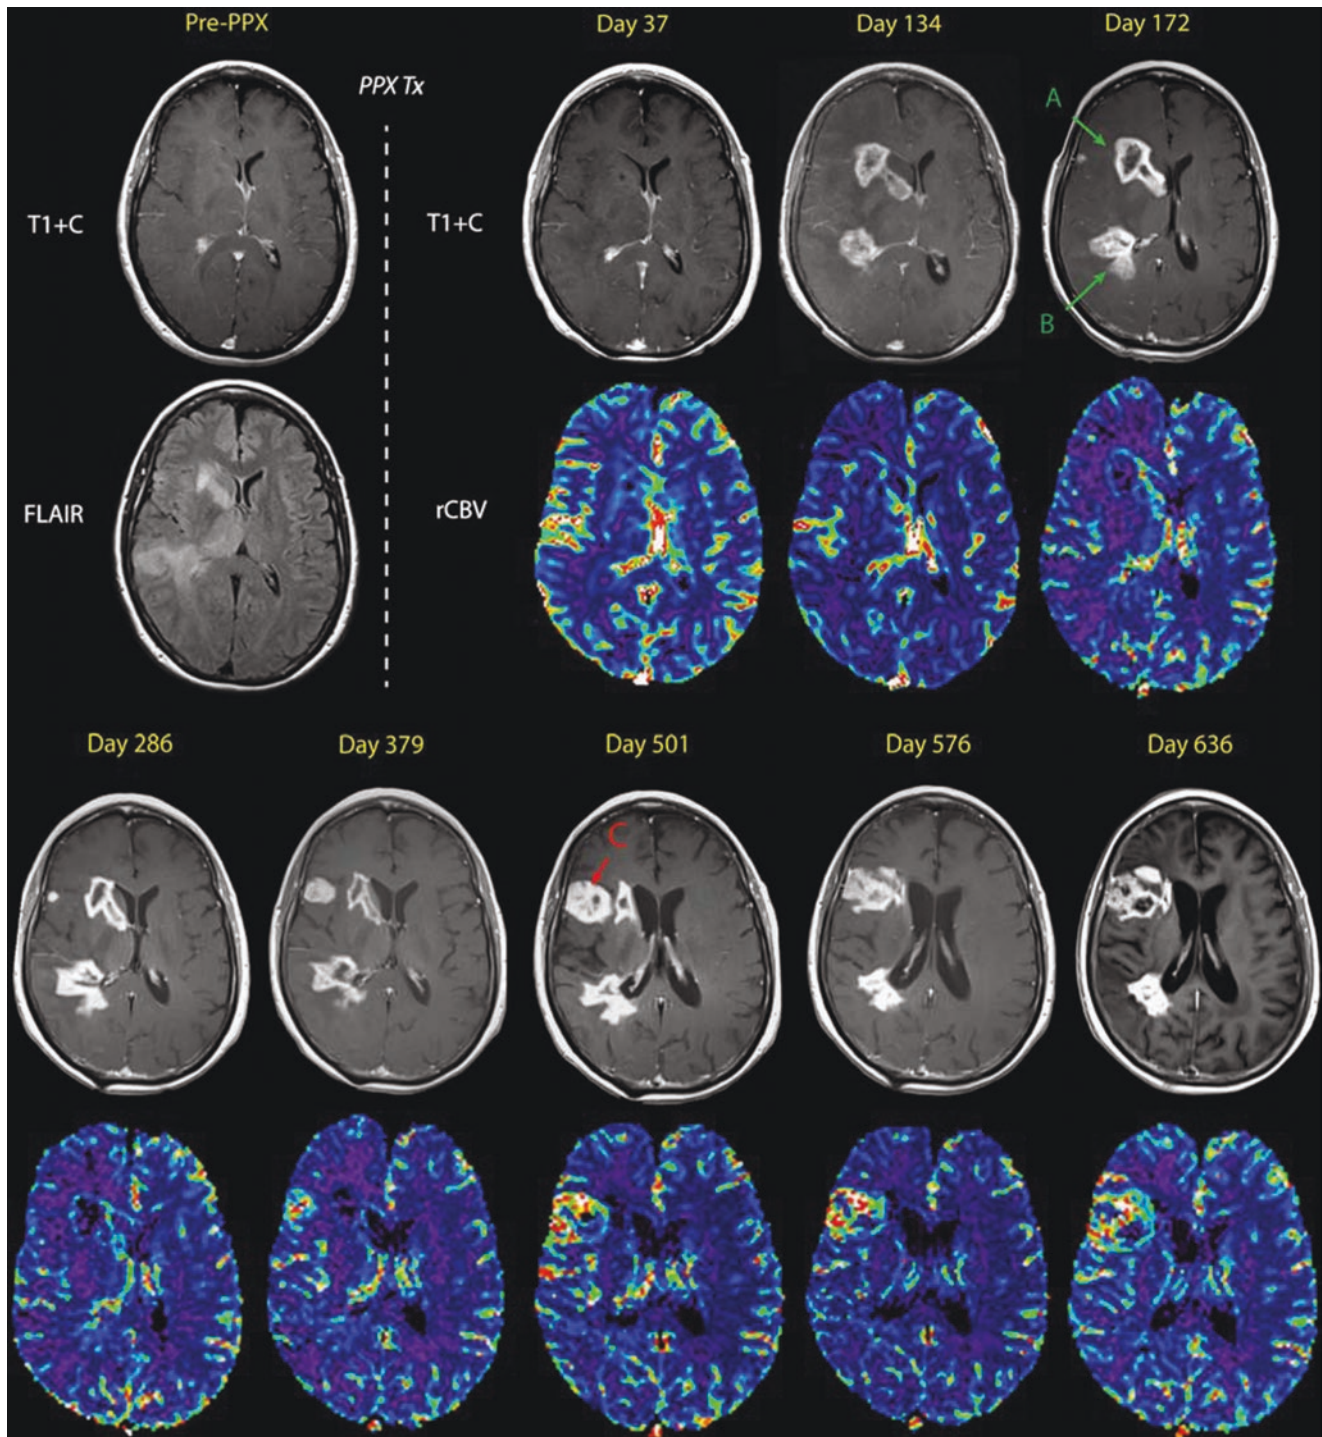 Pre-PPX
Day 37
Day 134
Day 172
PPX Tx
A
T1+C
T1+C
B
FLAIR
rCBV
Day 286
Day 379
Day 501
Day 576
Day 636
C